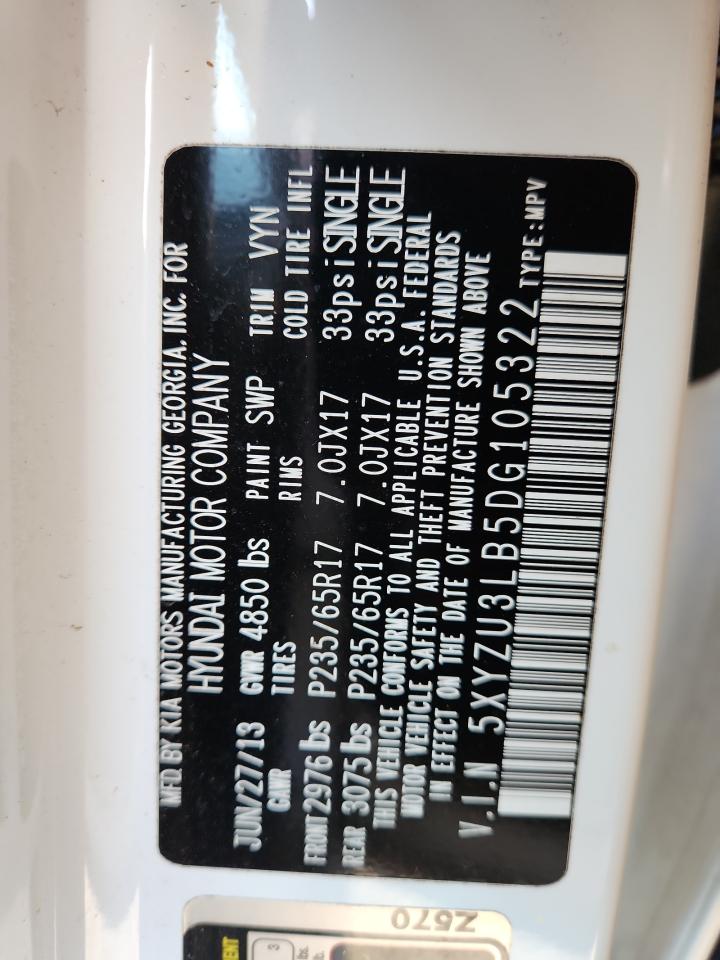 MFD. BY KIA MOTORS MANUFACTURING GEORGIA, INC. FOR
HYUNDAI MOTOR COMPANY
JUN/27/13 GVWR 4850 lbs PAINT SWP TRIM VYN
GAWR TIRES RIMS COLD TIRE INFL
FRONT 2976 lbs P235/65R17 7.0JX17 33psi SINGLE
REAR 3075 lbs P235/65R17 7.0JX17 33psi SINGLE
THIS VEHICLE CONFORMS TO ALL APPLICABLE U.S.A. FEDERAL
MOTOR VEHICLE SAFETY AND THEFT PREVENTION STANDARDS
IN EFFECT ON THE DATE OF MANUFACTURE SHOWN ABOVE
V.I.N 5XYZU3LB5DG105322 TYPE:MPV
Z570
3